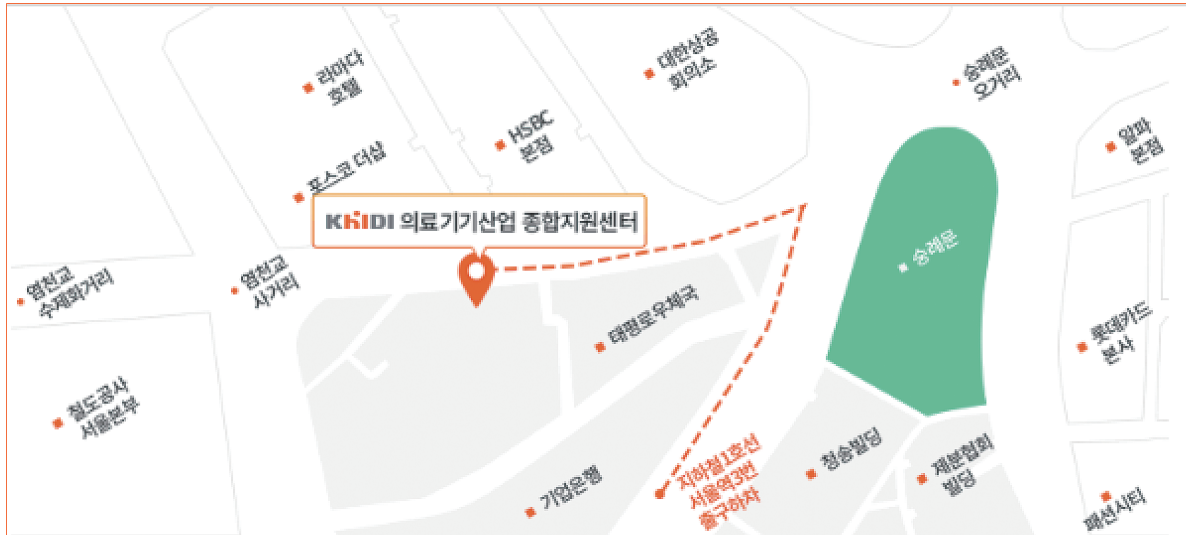 라마다
호텔
대한상공
회의소
숭례문
오거리
HSBC
본점
알파
본점
포스코 더샵
KHIDI 의료기기산업 종합지원센터
숭례문
염천교
수제화거리
염천교
사거리
태평로우체국
롯데카드
본사
철도공사
서울본부
지하철1호선
서울역3번
출구하차
청송빌딩
제분협회
빌딩
기업은행
패션시티